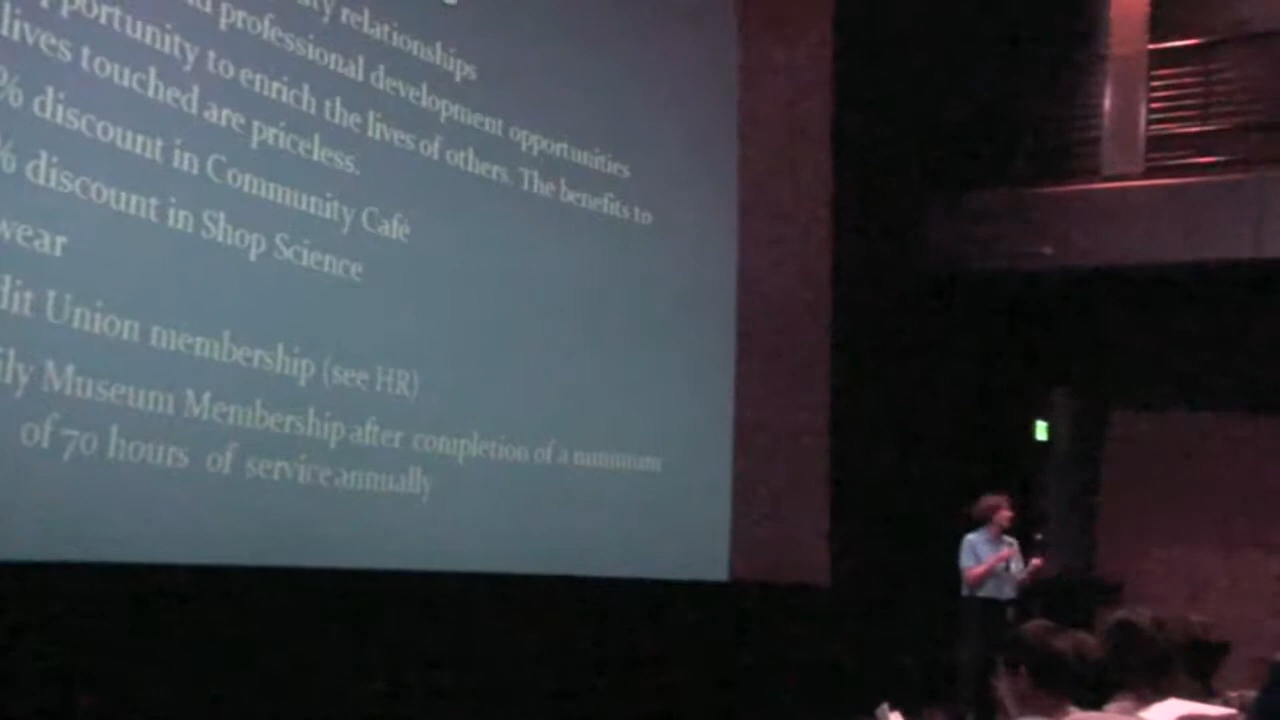 relationships
professional development opportunities
opportunity to enrich the lives of others. The benefits to
lives touched are priceless.
% discount in Community Café
% discount in Shop Science
wear
dit Union membership (see HR)
ily Museum Membership after completion of a minimum
of 70 hours of service annually